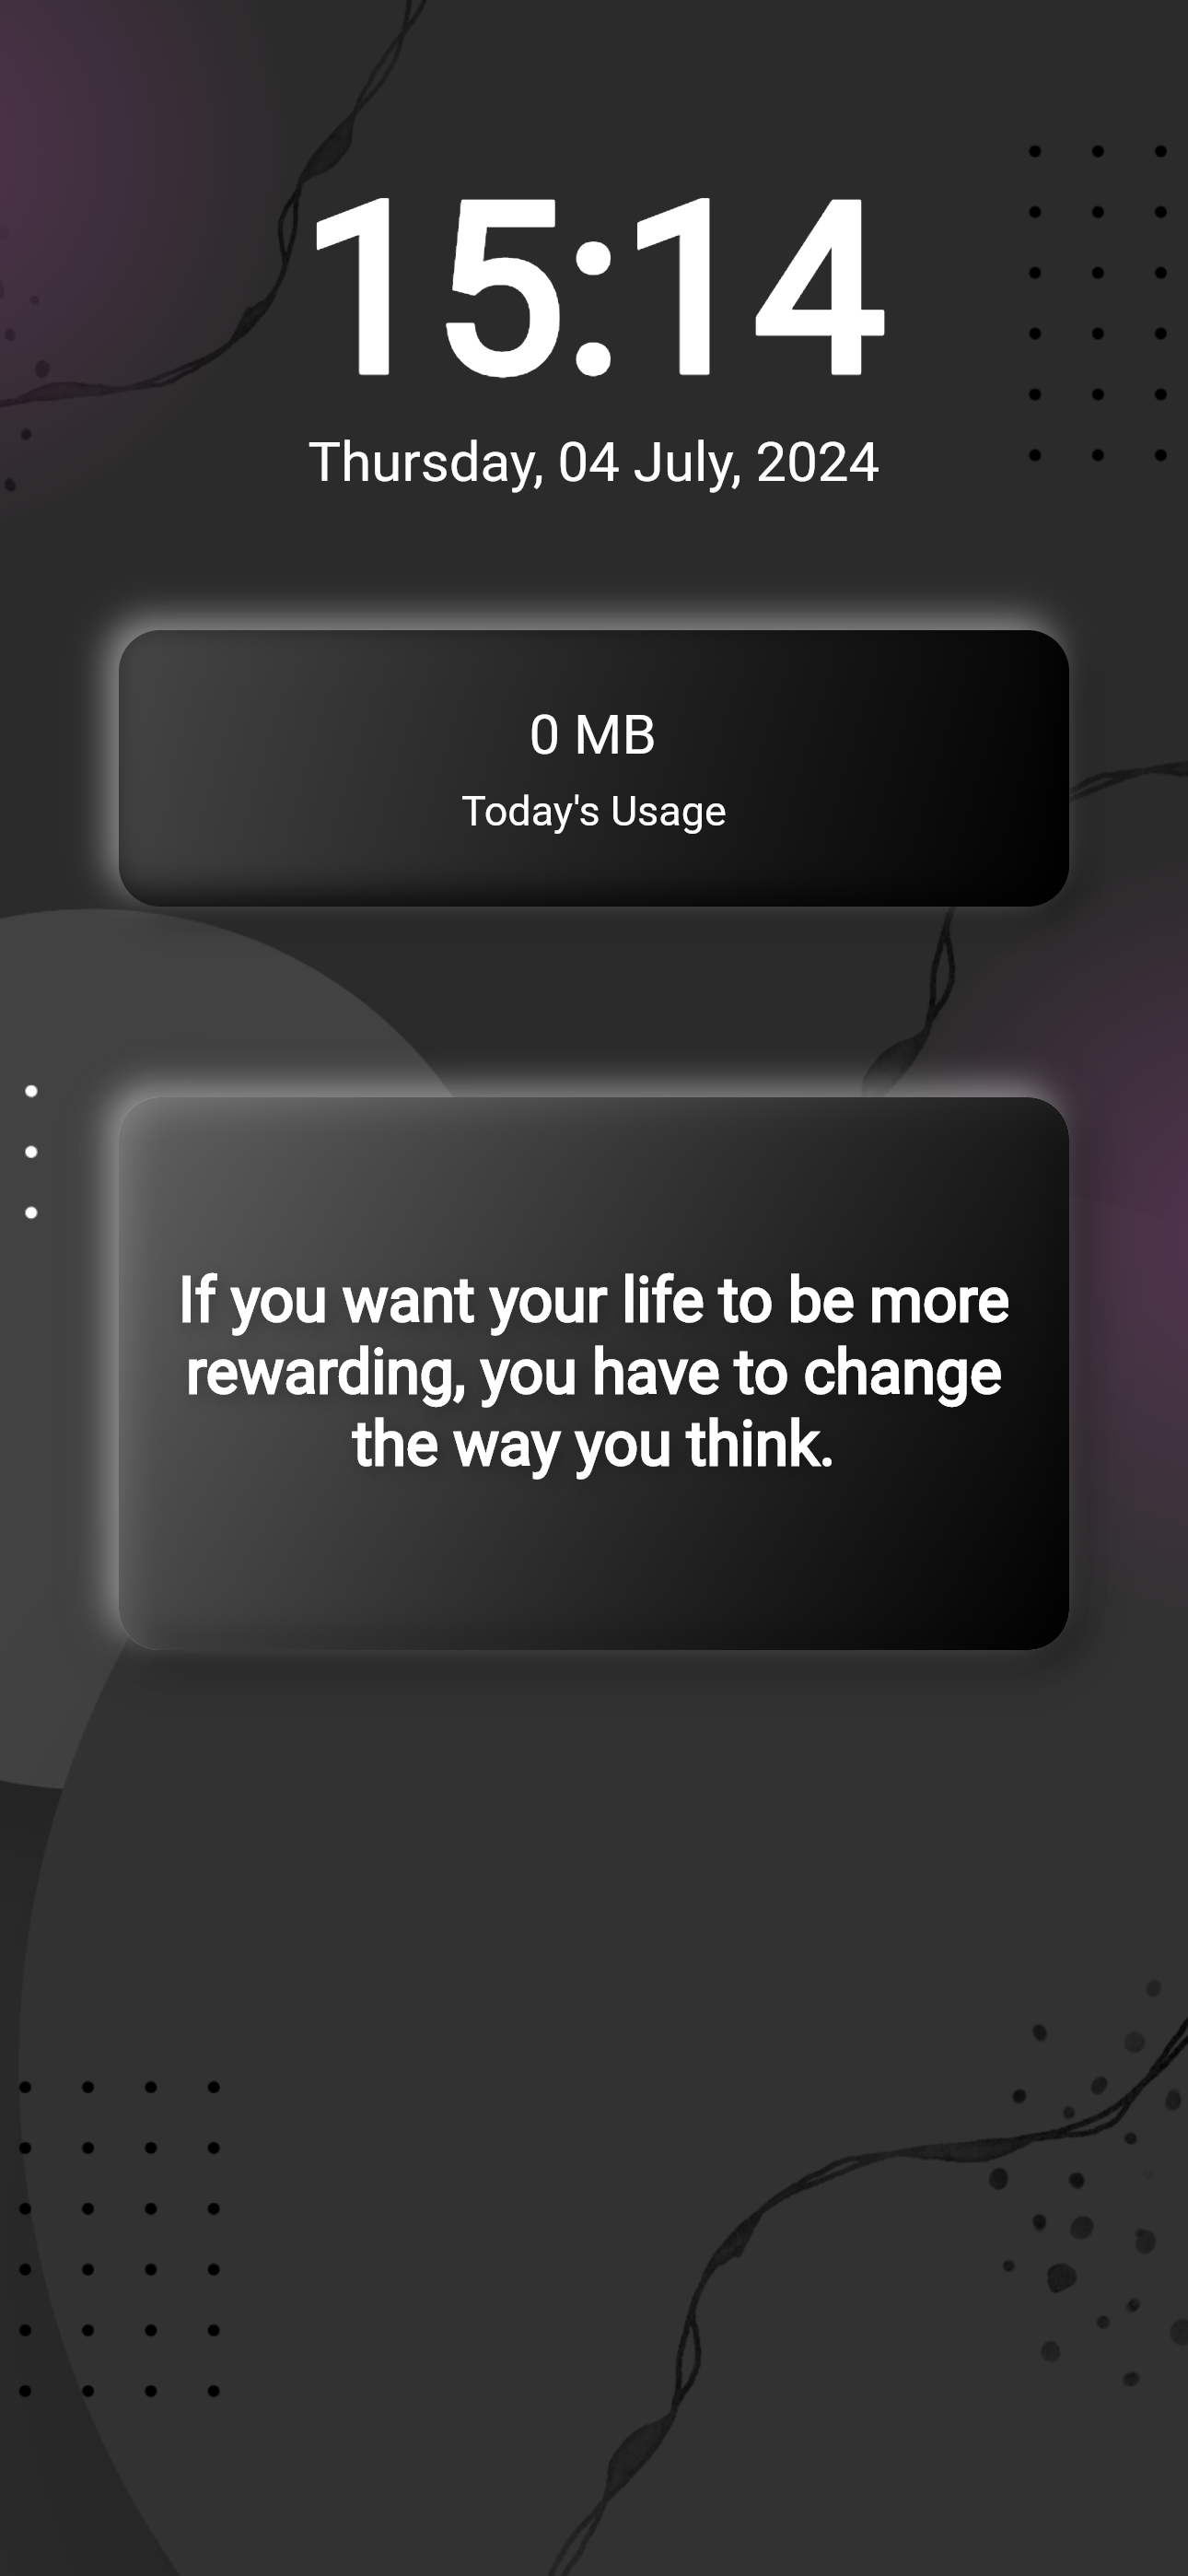 15:14
Thursday, 04 July, 2024
0 MB
Today's Usage
If you want your life to be more
rewarding, you have to change
the way you think.